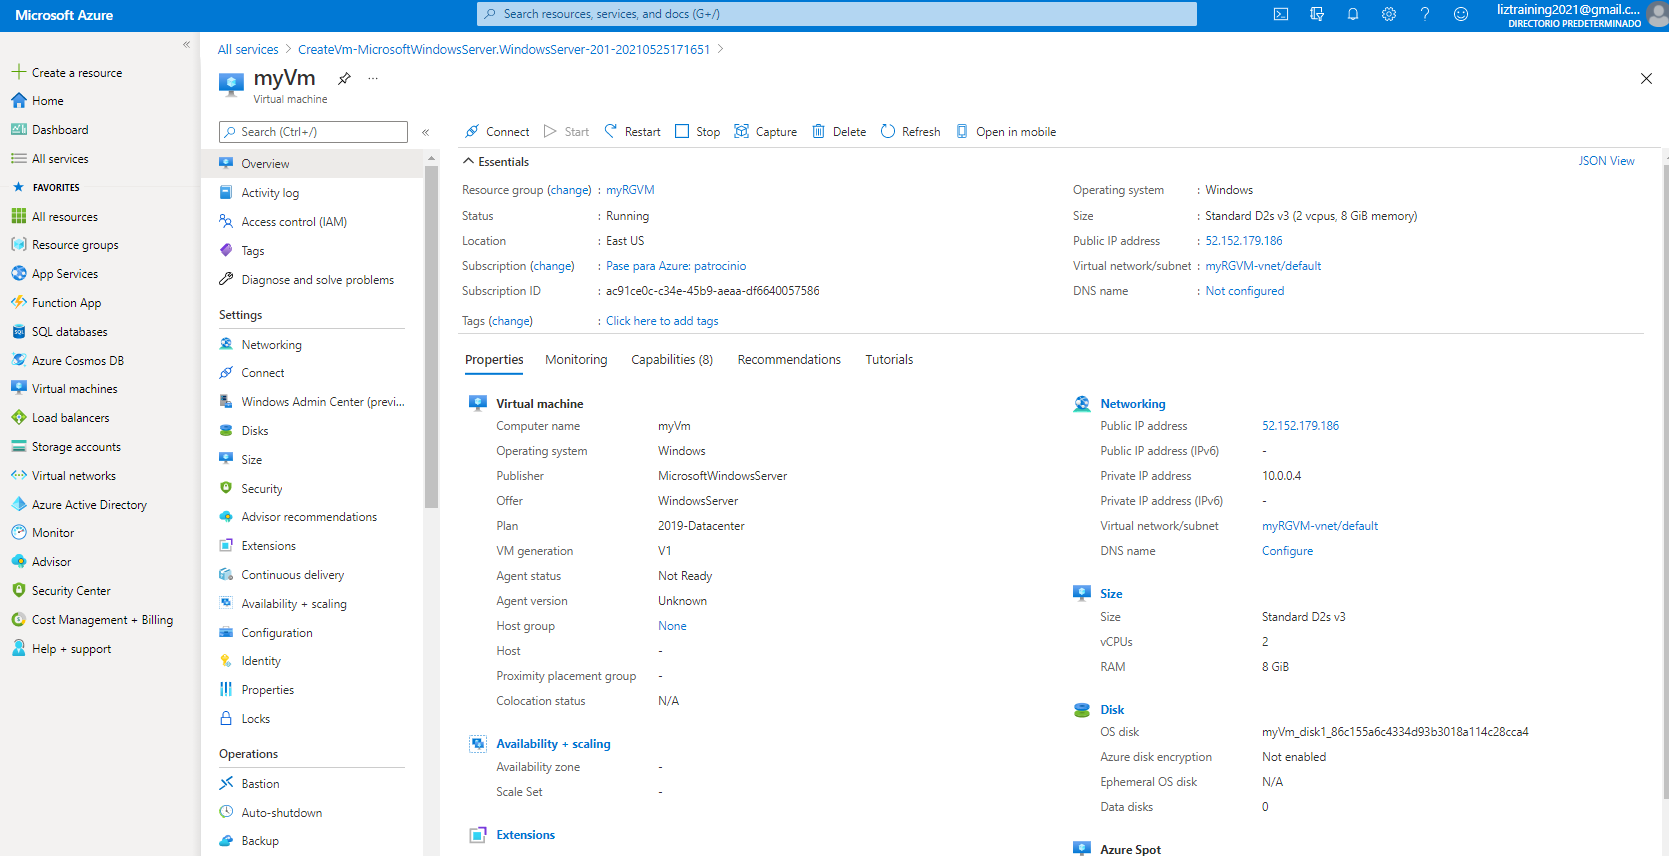 Microsoft Azure
Search resources, services, and docs (G+/)
liztraining2021@gmail.c...
DIRECTORIO PREDETERMINADO
«
Create a resource
Home
Dashboard
All services
FAVORITES
All resources
Resource groups
App Services
Function App
SQL databases
Azure Cosmos DB
Virtual machines
Load balancers
Storage accounts
Virtual networks
Azure Active Directory
Monitor
Advisor
Security Center
Cost Management + Billing
Help + support
All services > CreateVm-MicrosoftWindowsServer.WindowsServer-201-20210525171651 >
myVm ...
Virtual machine
Search (Ctrl+/) «
Overview
Activity log
Access control (IAM)
Tags
Diagnose and solve problems
Settings
Networking
Connect
Windows Admin Center (previ...
Disks
Size
Security
Advisor recommendations
Extensions
Continuous delivery
Availability + scaling
Configuration
Identity
Properties
Locks
Operations
Bastion
Auto-shutdown
Backup
Connect Start Restart Stop Capture Delete Refresh Open in mobile
Essentials JSON View
Resource group (change) : myRGVM
Status : Running
Location : East US
Subscription (change) : Pase para Azure: patrocinio
Subscription ID : ac91ce0c-c34e-45b9-aeaa-df6640057586
Tags (change) : Click here to add tags
Operating system : Windows
Size : Standard D2s v3 (2 vcpus, 8 GiB memory)
Public IP address : 52.152.179.186
Virtual network/subnet : myRGVM-vnet/default
DNS name : Not configured
Properties Monitoring Capabilities (8) Recommendations Tutorials
Virtual machine
Computer name myVm
Operating system Windows
Publisher MicrosoftWindowsServer
Offer WindowsServer
Plan 2019-Datacenter
VM generation V1
Agent status Not Ready
Agent version Unknown
Host group None
Host -
Proximity placement group -
Colocation status N/A
Availability + scaling
Availability zone -
Scale Set -
Extensions
Networking
Public IP address 52.152.179.186
Public IP address (IPv6) -
Private IP address 10.0.0.4
Private IP address (IPv6) -
Virtual network/subnet myRGVM-vnet/default
DNS name Configure
Size
Size Standard D2s v3
vCPUs 2
RAM 8 GiB
Disk
OS disk myVm_disk1_86c155a6c4334d93b3018a114c28cca4
Azure disk encryption Not enabled
Ephemeral OS disk N/A
Data disks 0
Azure Spot